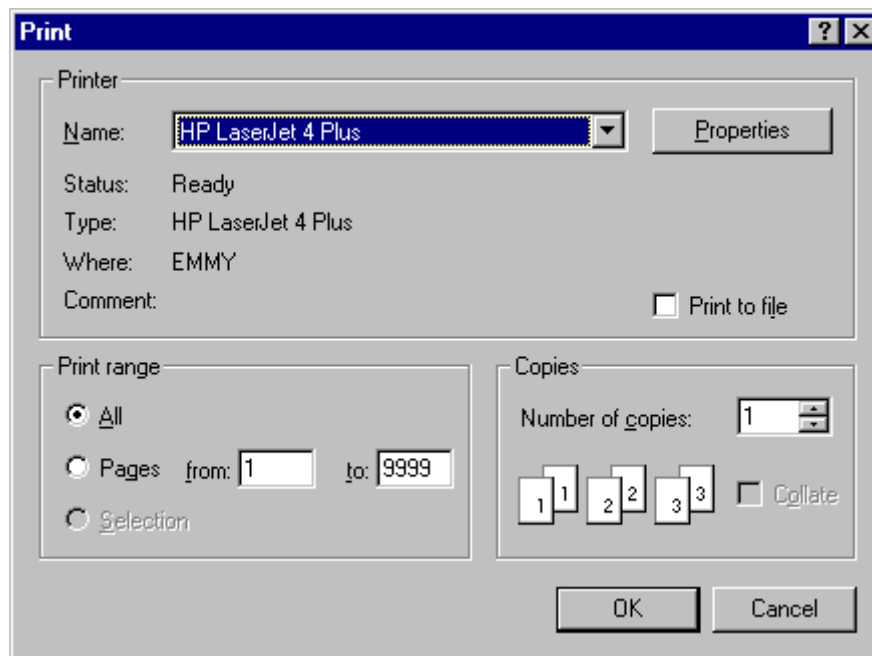 Print
Printer
Name: HP LaserJet 4 Plus Properties
Status: Ready
Type: HP LaserJet 4 Plus
Where: EMMY
Comment: Print to file
Print range
All
Pages from: 1 to: 9999
Selection
Copies
Number of copies: 1
1 1 2 2 3 3 Collate
OK Cancel